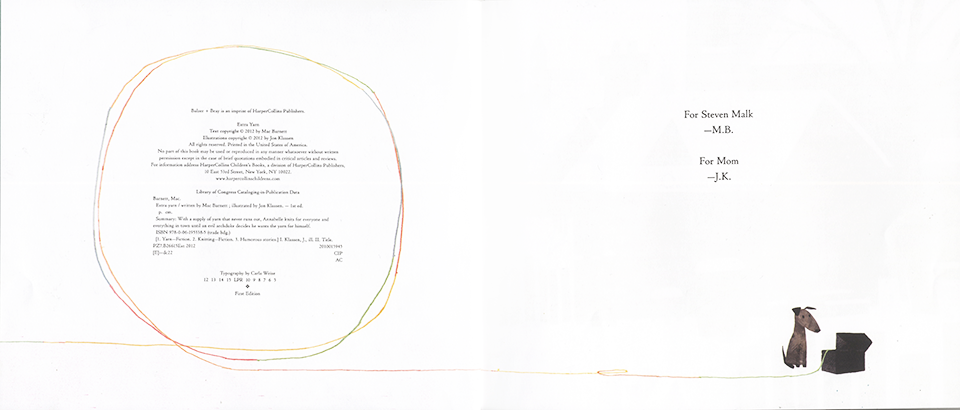 Balzer + Bray is an imprint of HarperCollins Publishers.
Extra Yarn
Text copyright © 2012 by Mac Barnett
Illustrations copyright © 2012 by Jon Klassen
All rights reserved. Printed in the United States of America.
No part of this book may be used or reproduced in any manner whatsoever without written
permission except in the case of brief quotations embodied in critical articles and reviews.
For information address HarperCollins Children's Books, a division of HarperCollins Publishers,
10 East 53rd Street, New York, NY 10022.
www.harpercollinschildrens.com
Library of Congress Cataloging-in-Publication Data
Barnett, Mac.
Extra yarn / written by Mac Barnett ; illustrated by Jon Klassen. — 1st ed.
p. cm.
Summary: With a supply of yarn that never runs out, Annabelle knits for everyone and
everything in town until an evil archduke decides he wants the yarn for himself.
ISBN (trade bdg.)
[1. Yarn—Fiction. 2. Knitting—Fiction. 3. Humorous stories.] I. Klassen, Jon, ill. II. Title.
2012
[E]—dc22 CIP
AC
Typography by Carla Weise
12 13 14 15 LPR 10 9 8 7 6 5
First Edition
For Steven Malk
—M.B.
For Mom
—J.K.